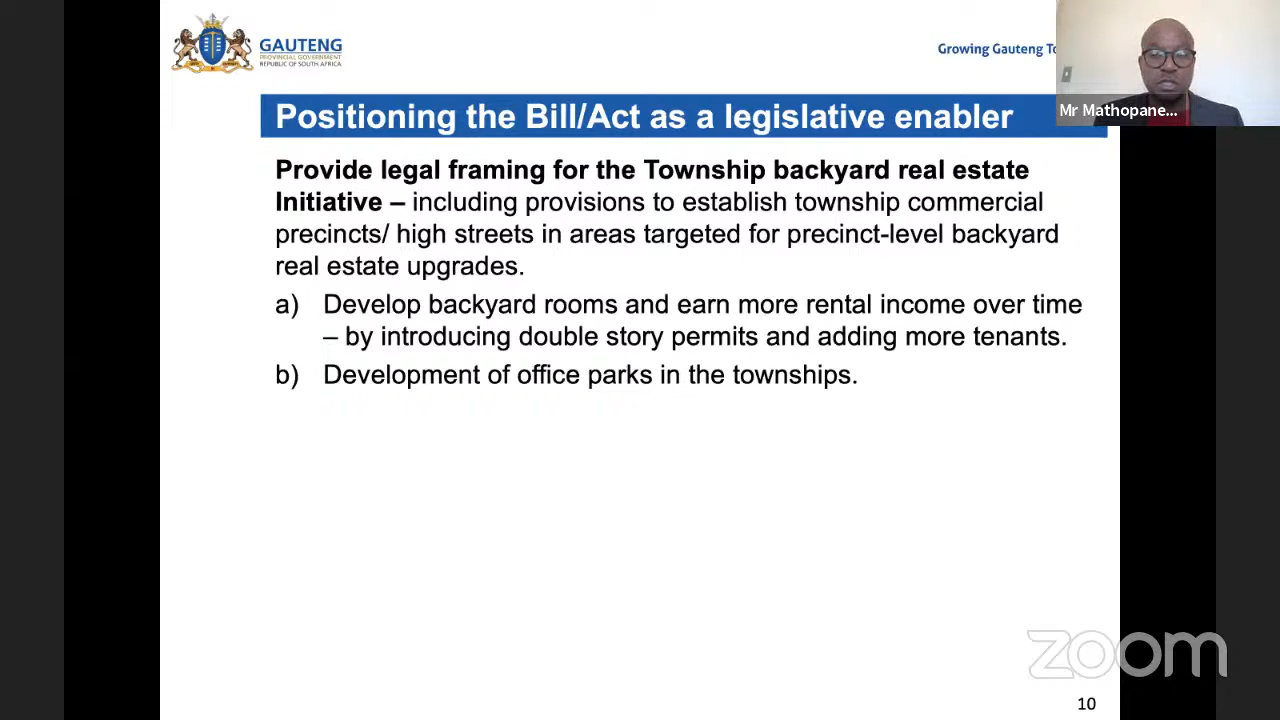 GAUTENG
PROVINCIAL GOVERNMENT
REPUBLIC OF SOUTH AFRICA
Growing Gauteng To
Mr Mathopane...
Positioning the Bill/Act as a legislative enabler
Provide legal framing for the Township backyard real estate
Initiative – including provisions to establish township commercial
precincts/ high streets in areas targeted for precinct-level backyard
real estate upgrades.
a) Develop backyard rooms and earn more rental income over time
– by introducing double story permits and adding more tenants.
b) Development of office parks in the townships.
zoom
10